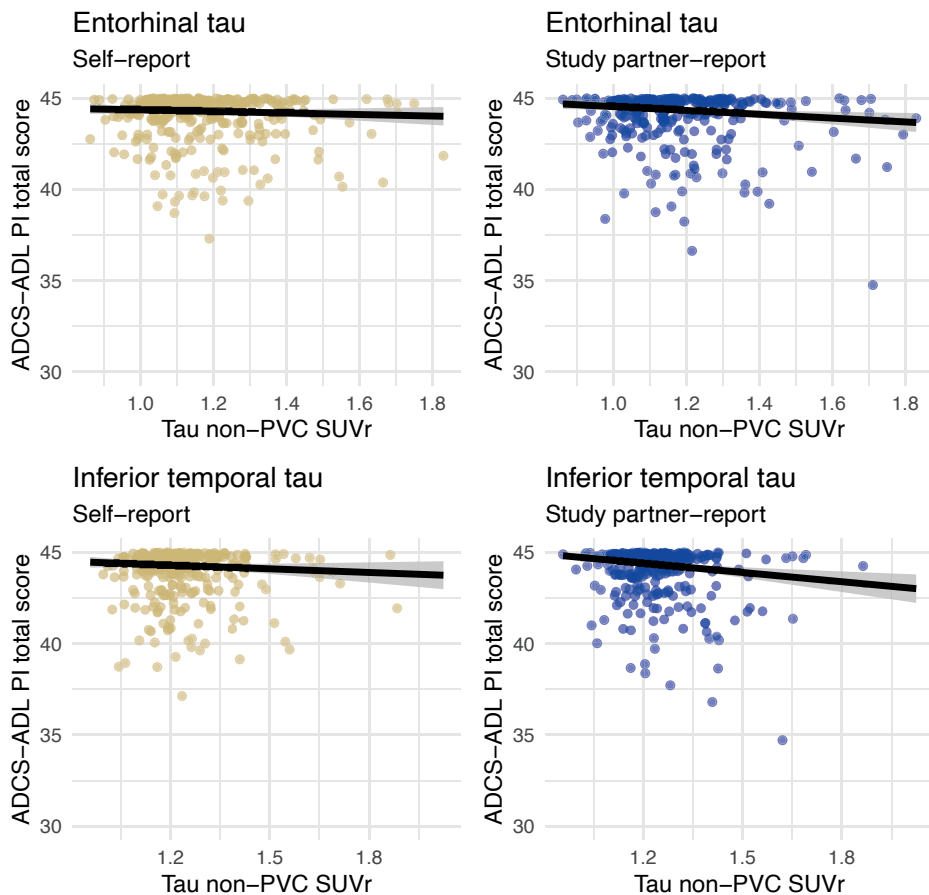 Entorhinal tau
Self−report
ADCS−ADL PI total score
45
40
35
30
1.0 1.2 1.4 1.6 1.8
Tau non−PVC SUVr
Entorhinal tau
Study partner−report
ADCS−ADL PI total score
45
40
35
30
1.0 1.2 1.4 1.6 1.8
Tau non−PVC SUVr
Inferior temporal tau
Self−report
ADCS−ADL PI total score
45
40
35
30
1.2 1.5 1.8
Tau non−PVC SUVr
Inferior temporal tau
Study partner−report
ADCS−ADL PI total score
45
40
35
30
1.2 1.5 1.8
Tau non−PVC SUVr